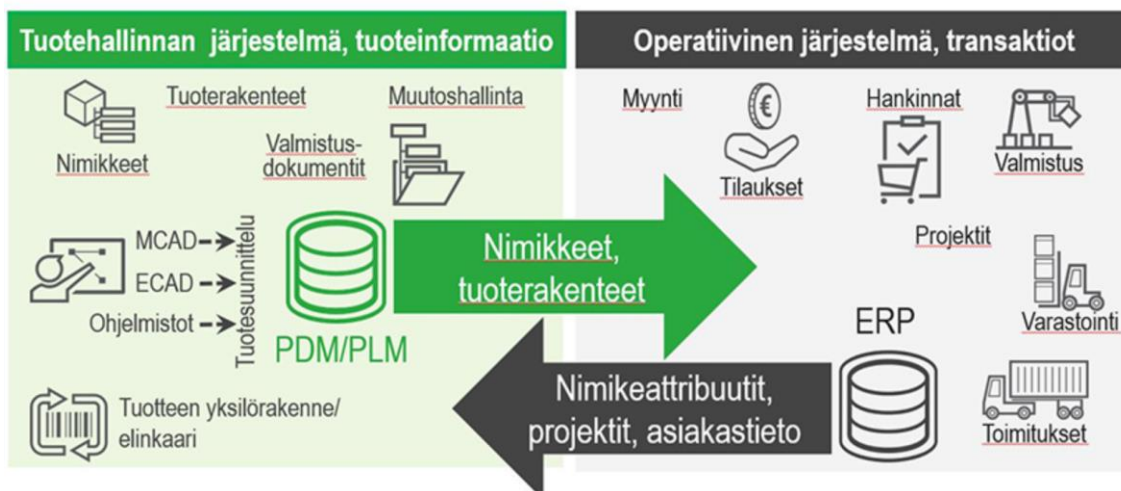 Tuotehallinnan järjestelmä, tuoteinformaatio
Tuoterakenteet
Muutoshallinta
Nimikkeet
Valmistus-
dokumentit
MCAD
ECAD
Ohjelmistot
Tuotesuunnittelu
PDM/PLM
Tuotteen yksilörakenne/
elinkaari
Nimikkeet,
tuoterakenteet
Nimikeattribuutit,
projektit, asiakastieto
Operatiivinen järjestelmä, transaktiot
Myynti
€
Tilaukset
Hankinnat
Valmistus
Projektit
Varastointi
ERP
Toimitukset